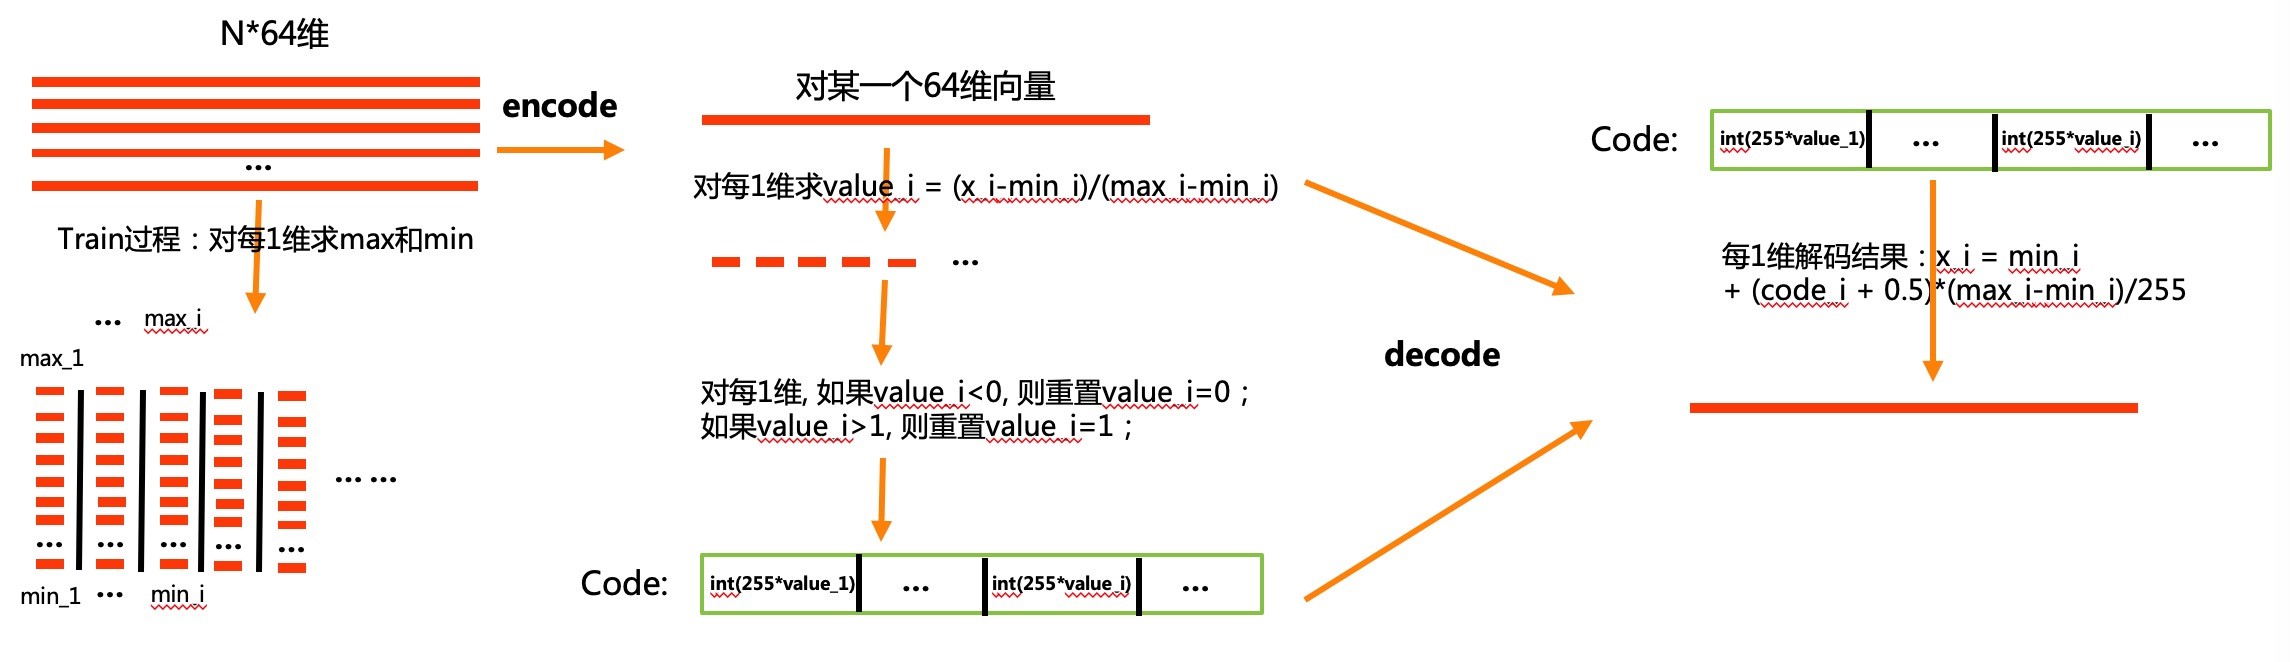 N*64维
...
Train过程：对每1维求max和min
... max_i
max_1
... ...
... ... ... ... ...
min_1 ... min_i
encode
对某一个64维向量
对每1维求value_i = (x_i-min_i)/(max_i-min_i)
...
对每1维, 如果value_i<0, 则重置value_i=0；
如果value_i>1, 则重置value_i=1；
Code: int(255*value_1) ... int(255*value_i) ...
decode
Code: int(255*value_1) ... int(255*value_i) ...
每1维解码结果：x_i = min_i
+ (code_i + 0.5)*(max_i-min_i)/255